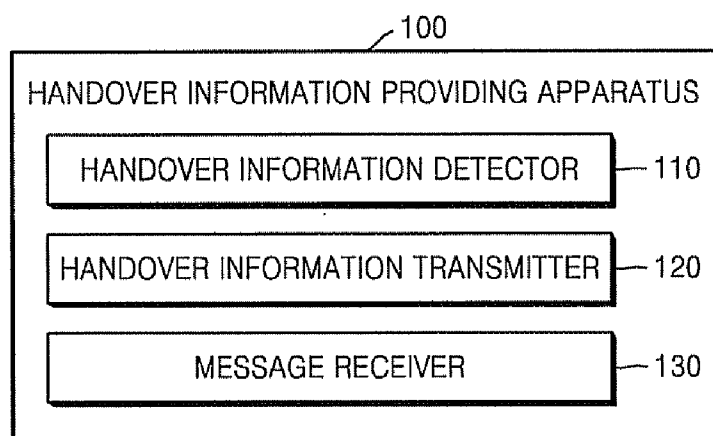 100
HANDOVER INFORMATION PROVIDING APPARATUS
HANDOVER INFORMATION DETECTOR 110
HANDOVER INFORMATION TRANSMITTER 120
MESSAGE RECEIVER 130